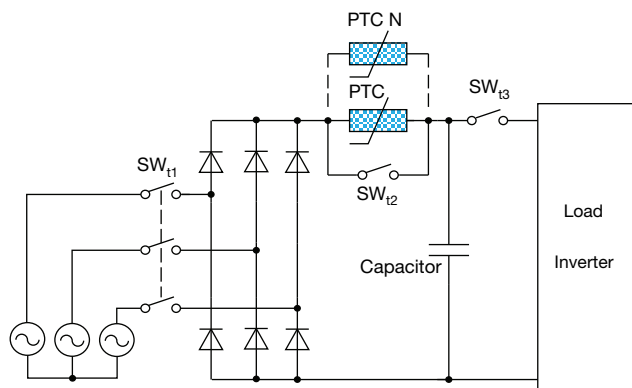 PTC N
PTC
SWt3
SWt1
SWt2
Load
Capacitor
Inverter